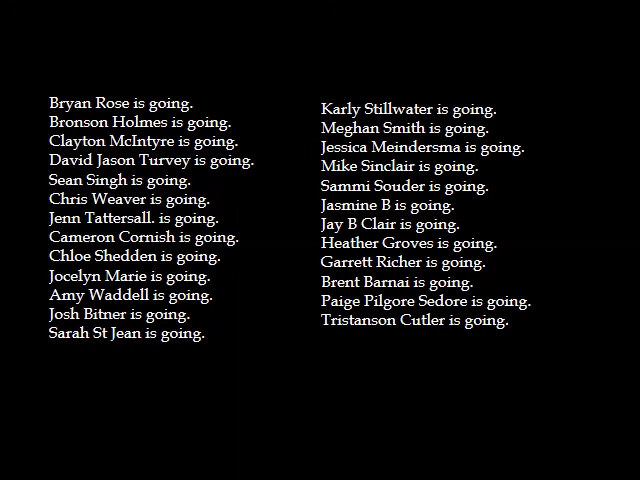 Bryan Rose is going.
Bronson Holmes is going.
Clayton McIntyre is going.
David Jason Turvey is going.
Sean Singh is going.
Chris Weaver is going.
Jenn Tattersall. is going.
Cameron Cornish is going.
Chloe Shedden is going.
Jocelyn Marie is going.
Amy Waddell is going.
Josh Bitner is going.
Sarah St Jean is going.
Karly Stillwater is going.
Meghan Smith is going.
Jessica Meindersma is going.
Mike Sinclair is going.
Sammi Souder is going.
Jasmine B is going.
Jay B Clair is going.
Heather Groves is going.
Garrett Richer is going.
Brent Barnai is going.
Paige Pilgore Sedore is going.
Tristanson Cutler is going.